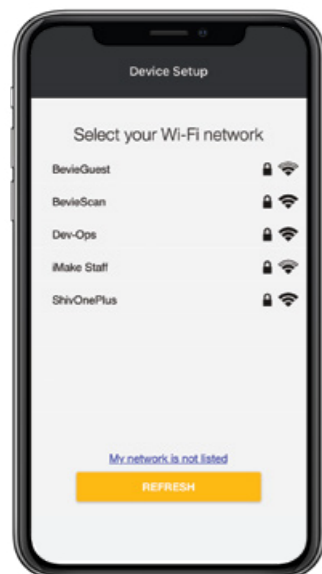 Device Setup
Select your Wi-Fi network
BevieGuest
BevieScan
Dev-Ops
iMake Staff
ShivOnePlus
My network is not listed
REFRESH